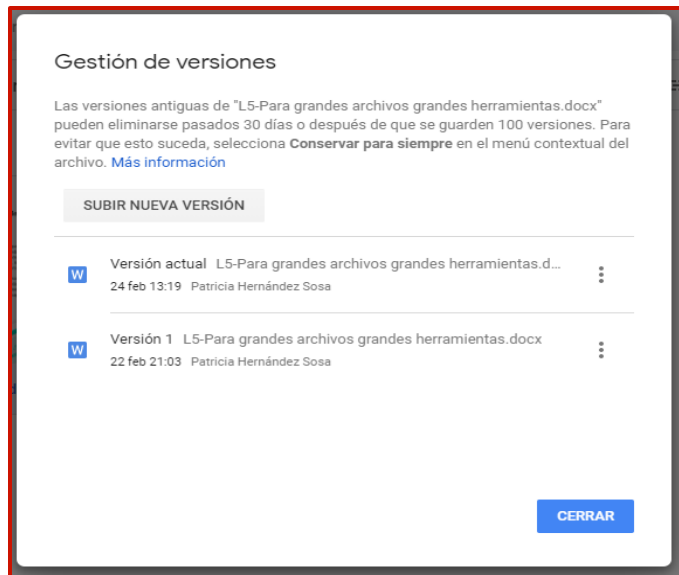 Gestión de versiones
Las versiones antiguas de "L5-Para grandes archivos grandes herramientas.docx"
pueden eliminarse pasados 30 días o después de que se guarden 100 versiones. Para
evitar que esto suceda, selecciona Conservar para siempre en el menú contextual del
archivo. Más información
SUBIR NUEVA VERSIÓN
W
Versión actual L5-Para grandes archivos grandes herramientas.d...
24 feb 13:19 Patricia Hernández Sosa
W
Versión 1 L5-Para grandes archivos grandes herramientas.docx
22 feb 21:03 Patricia Hernández Sosa
CERRAR